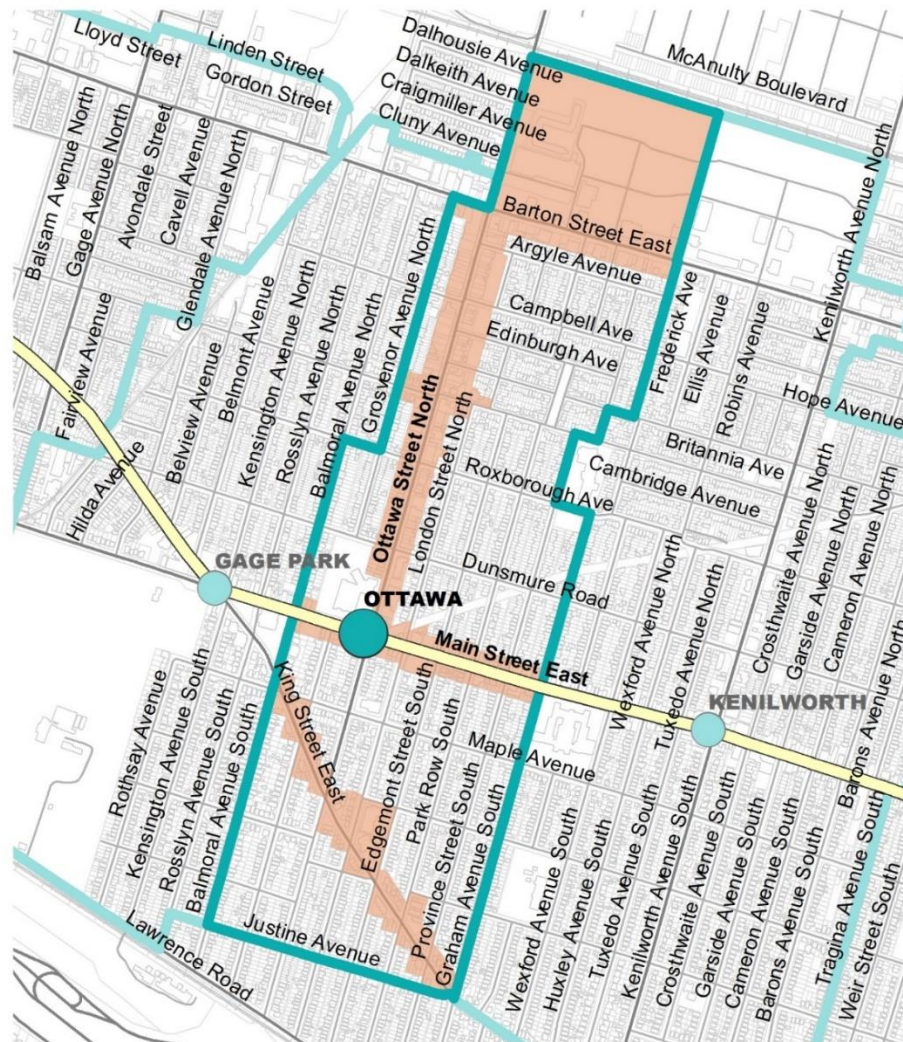 Lloyd Street
Linden Street
Gordon Street
Dalhousie Avenue
Dalkeith Avenue
Craigmiller Avenue
Cluny Avenue
McAnulty Boulevard
Balsam Avenue North
Gage Avenue North
Avondale Street
Cavell Avenue
Glendale Avenue North
Kenilworth Avenue North
Barton Street East
Argyle Avenue
Campbell Ave
Edinburgh Ave
Frederick Ave
Ellis Avenue
Robins Avenue
Hope Avenue
Fairview Avenue
Hilda Avenue
Belview Avenue
Belmont Avenue
Kensington Avenue North
Rosslyn Avenue North
Balmoral Avenue North
Grosvenor Avenue North
Ottawa Street North
London Street North
Britannia Ave
Cambridge Avenue
Roxborough Ave
Dunsmure Road
GAGE PARK
OTTAWA
Main Street East
KENILWORTH
Wexford Avenue North
Tuxedo Avenue North
Crosthwaite Avenue North
Garside Avenue North
Cameron Avenue North
Barons Avenue North
Rothsay Avenue
Kensington Avenue South
Rosslyn Avenue South
Balmoral Avenue South
King Street East
Edgemont Street South
Park Row South
Province Street South
Graham Avenue South
Maple Avenue
Justine Avenue
Lawrence Road
Wexford Avenue South
Huxley Avenue South
Tuxedo Avenue South
Kenilworth Avenue South
Crosthwaite Avenue South
Garside Avenue South
Cameron Avenue South
Barons Avenue South
Tragina Avenue South
Weir Street South